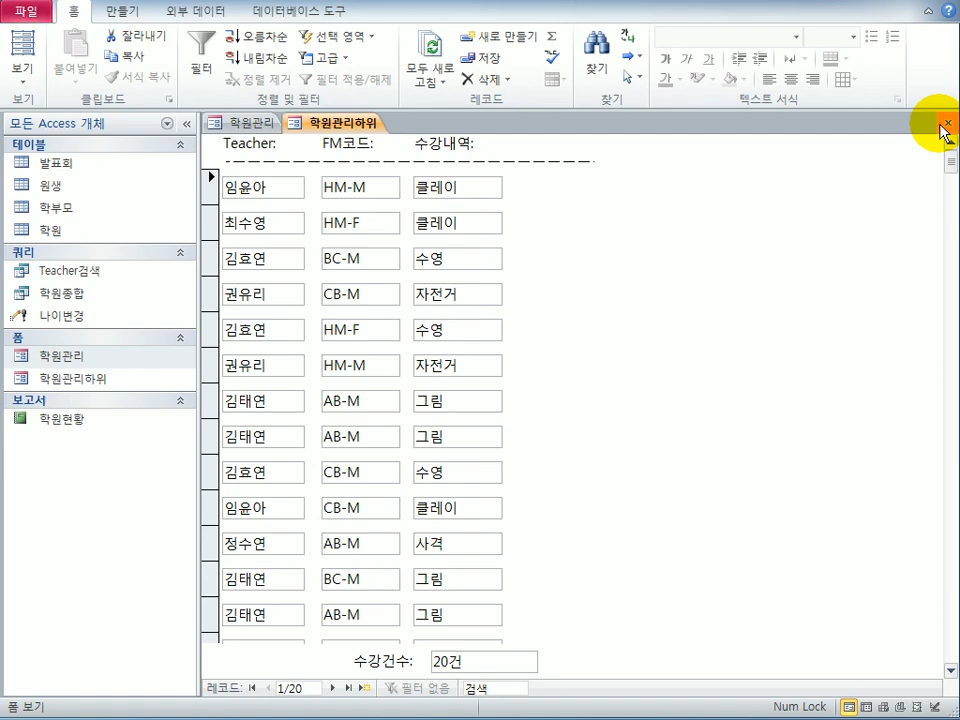 파일 홈 만들기 외부 데이터 데이터베이스 도구
보기
보기
붙여넣기
잘라내기
복사
서식 복사
클립보드
필터
오름차순
내림차순
정렬 제거
선택 영역
고급
필터 적용/해제
정렬 및 필터
모두 새로 고침
새로 만들기
저장
삭제
레코드
찾기
찾기
가 가 가
가
텍스트 서식
모든 Access 개체
테이블
발표회
원생
학부모
학원
쿼리
Teacher검색
학원종합
나이변경
폼
학원관리
학원관리하위
보고서
학원현황
학원관리 학원관리하위
Teacher: FM코드: 수강내역:
임윤아 HM-M 클레이
최수영 HM-F 클레이
김효연 BC-M 수영
권유리 CB-M 자전거
김효연 HM-F 수영
권유리 HM-M 자전거
김태연 AB-M 그림
김태연 AB-M 그림
김효연 CB-M 수영
임윤아 CB-M 클레이
정수연 AB-M 사격
김태연 BC-M 그림
김태연 AB-M 그림
수강건수: 20건
레코드: 1/20 필터 없음 검색
폼 보기 Num Lock